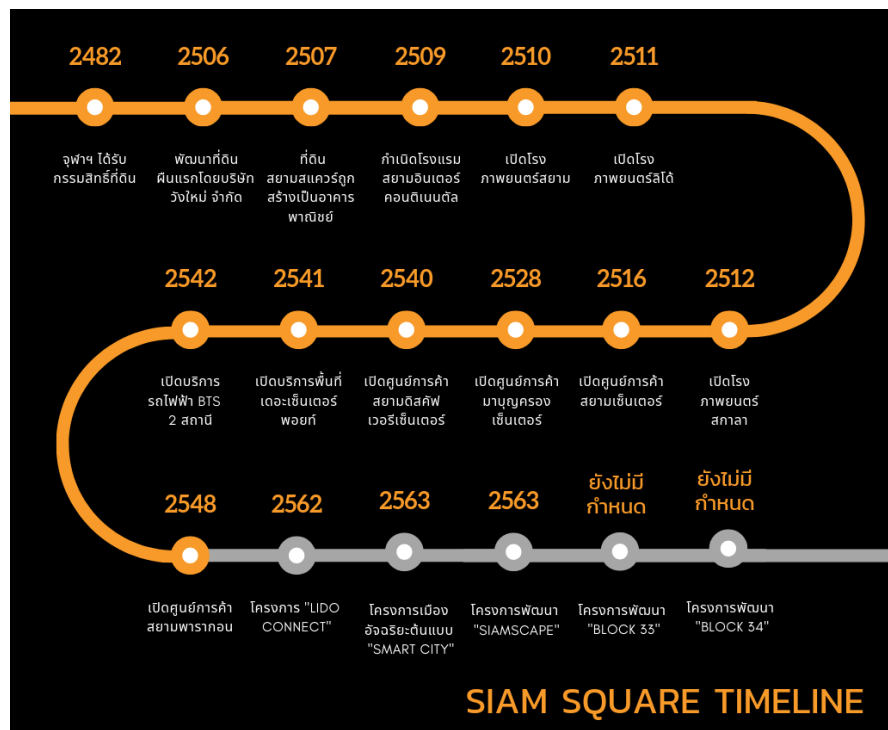 2482
จุฬาฯ ได้รับ
กรรมสิทธิ์ที่ดิน
2506
พัฒนาที่ดิน
ผืนแรกโดยบริษัท
วังใหม่ จำกัด
2507
ที่ดิน
สยามสแควร์ถูก
สร้างเป็นอาคาร
พาณิชย์
2509
กำเนิดโรงแรม
สยามอินเตอร์
คอนติเนนตัล
2510
เปิดโรง
ภาพยนตร์สยาม
2511
เปิดโรง
ภาพยนตร์ลิโด้
2512
เปิดโรง
ภาพยนตร์
สกาลา
2516
เปิดศูนย์การค้า
สยามเซ็นเตอร์
2528
เปิดศูนย์การค้า
มาบุญครอง
เซ็นเตอร์
2540
เปิดศูนย์การค้า
สยามดิสคัฟ
เวอรีเซ็นเตอร์
2541
เปิดบริการพื้นที่
เดอะเซ็นเตอร์
พอยท์
2542
เปิดบริการ
รถไฟฟ้า BTS
2 สถานี
2548
เปิดศูนย์การค้า
สยามพารากอน
2562
โครงการ "LIDO
CONNECT"
2563
โครงการเมือง
อัจฉริยะต้นแบบ
"SMART CITY"
2563
โครงการพัฒนา
"SIAMSCAPE"
ยังไม่มี
กำหนด
โครงการพัฒนา
"BLOCK 33"
ยังไม่มี
กำหนด
โครงการพัฒนา
"BLOCK 34"
SIAM SQUARE TIMELINE